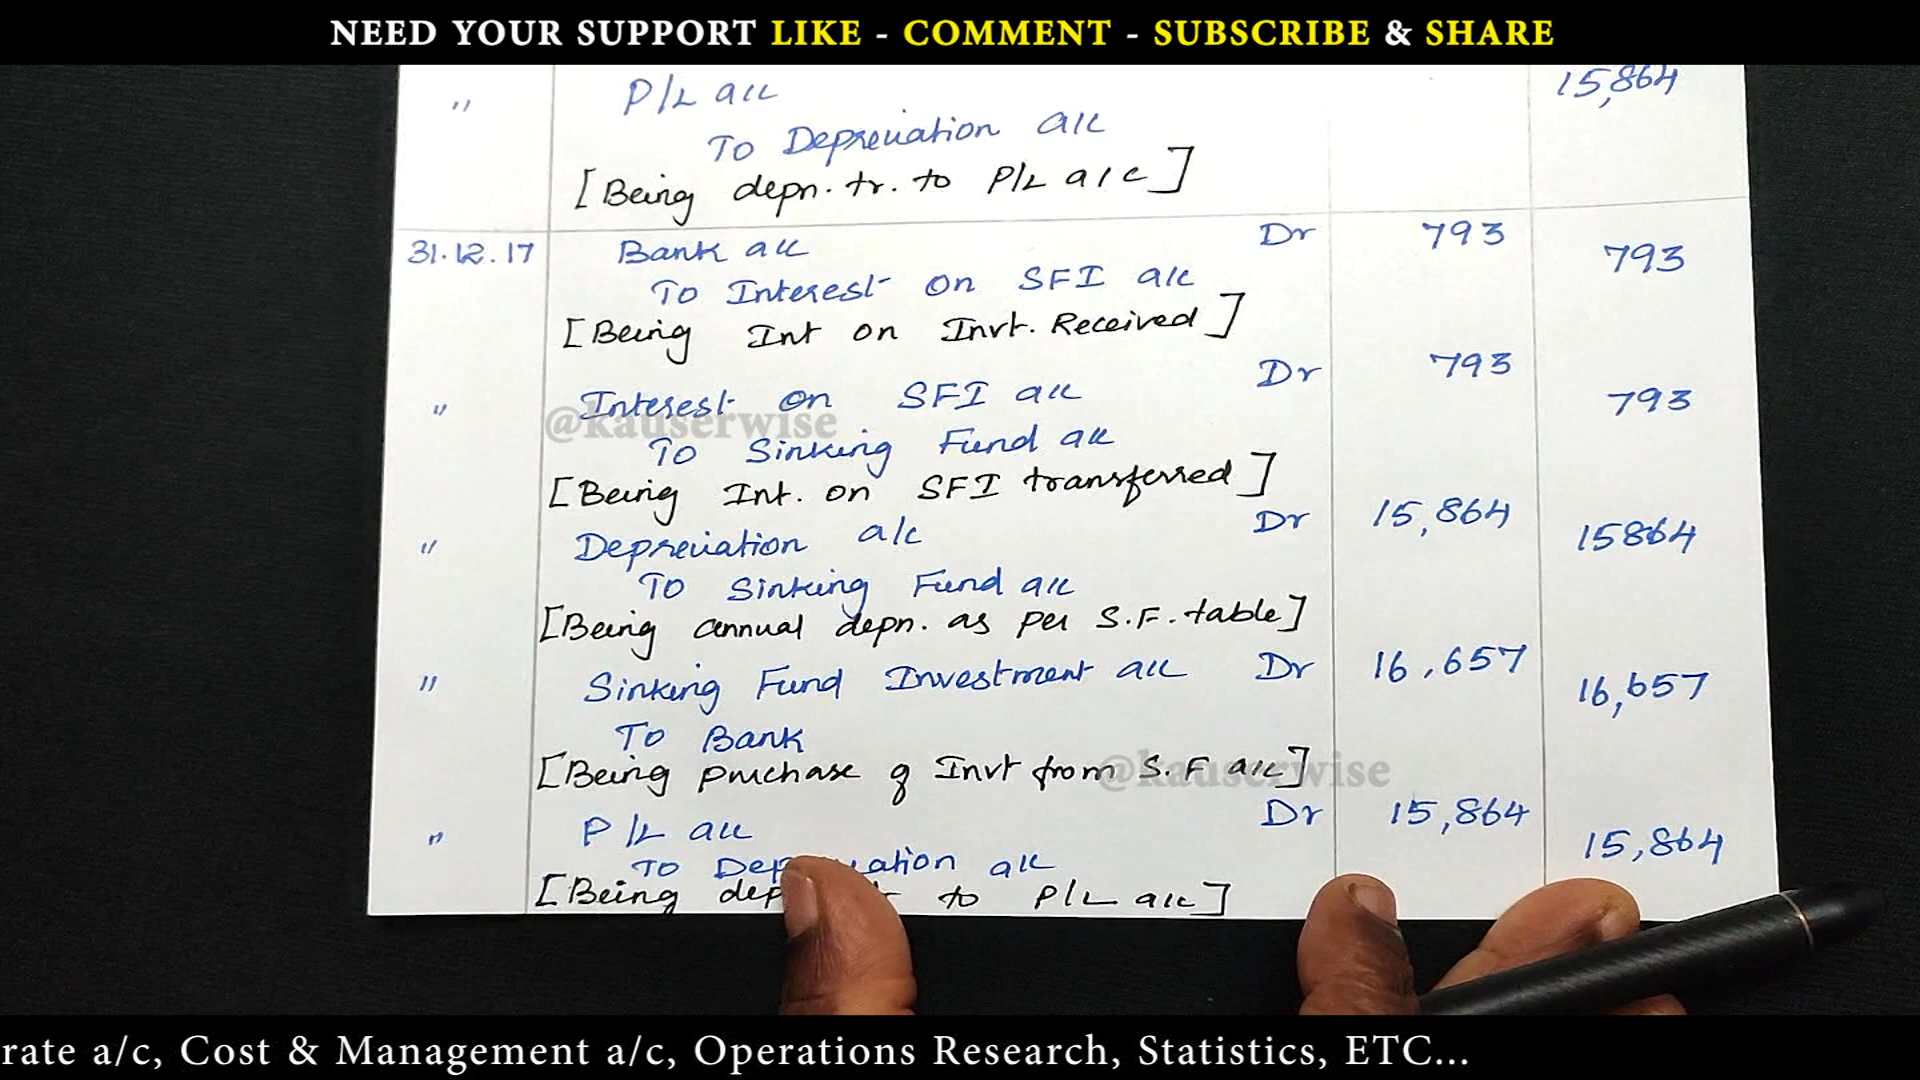 NEED YOUR SUPPORT LIKE - COMMENT - SUBSCRIBE & SHARE
" P/L a/c 15,864
To Depreciation a/c
[Being depn. tr. to P/L a/c]
31.12.17 Bank a/c Dr 793
To Interest on SFI a/c 793
[Being Int on Invt. Received]
" Interest on SFI a/c Dr 793
@kauserwise
To Sinking Fund a/c 793
[Being Int. on SFI transferred]
" Depreciation a/c Dr 15,864
To Sinking Fund a/c 15864
[Being annual depn. as per S.F. table]
" Sinking Fund Investment a/c Dr 16,657
To Bank 16,657
[Being purchase of Invt from S.F a/c]
@kauserwise
" P/L a/c Dr 15,864
To Depreciation a/c 15,864
[Being dep to P/L a/c]
rate a/c, Cost & Management a/c, Operations Research, Statistics, ETC...